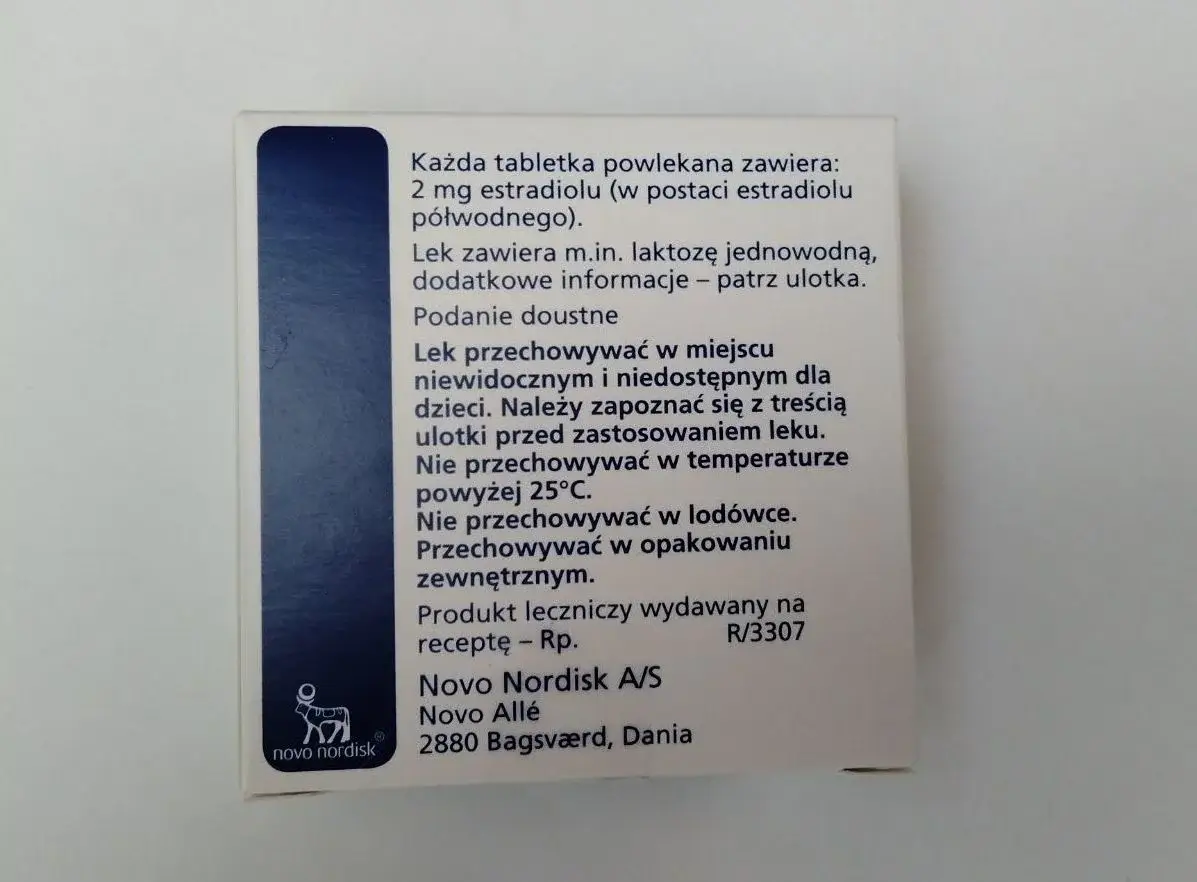 Każda tabletka powlekana zawiera:
2 mg estradiolu (w postaci estradiolu
półwodnego).
Lek zawiera m.in. laktozę jednowodną,
dodatkowe informacje – patrz ulotka.
Podanie doustne
Lek przechowywać w miejscu
niewidocznym i niedostępnym dla
dzieci. Należy zapoznać się z treścią
ulotki przed zastosowaniem leku.
Nie przechowywać w temperaturze
powyżej 25°C.
Nie przechowywać w lodówce.
Przechowywać w opakowaniu
zewnętrznym.
Produkt leczniczy wydawany na
receptę – Rp. R/3307
Novo Nordisk A/S
Novo Allé
2880 Bagsværd, Dania
novo nordisk®